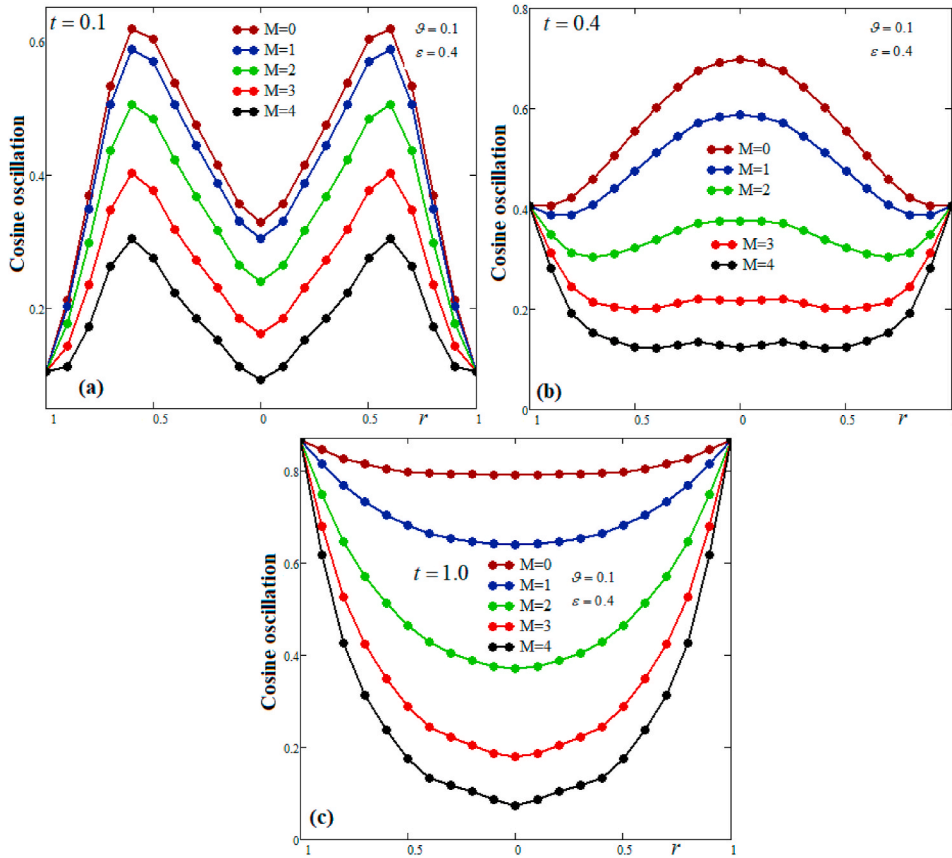 t = 0.1
M=0
M=1
M=2
M=3
M=4
ϑ=0.1
ε=0.4
Cosine oscillation
0.6
0.4
0.2
(a)
1
0.5
0
0.5
r
1
t = 0.4
ϑ=0.1
ε=0.4
M=0
M=1
M=2
M=3
M=4
Cosine oscillation
0.8
0.6
0.4
0.2
0
(b)
1
0.5
0
0.5
r
1
t = 1.0
M=0
M=1
M=2
M=3
M=4
ϑ=0.1
ε=0.4
Cosine oscillation
0.8
0.6
0.4
0.2
0
(c)
1
0.5
0
0.5
r
1